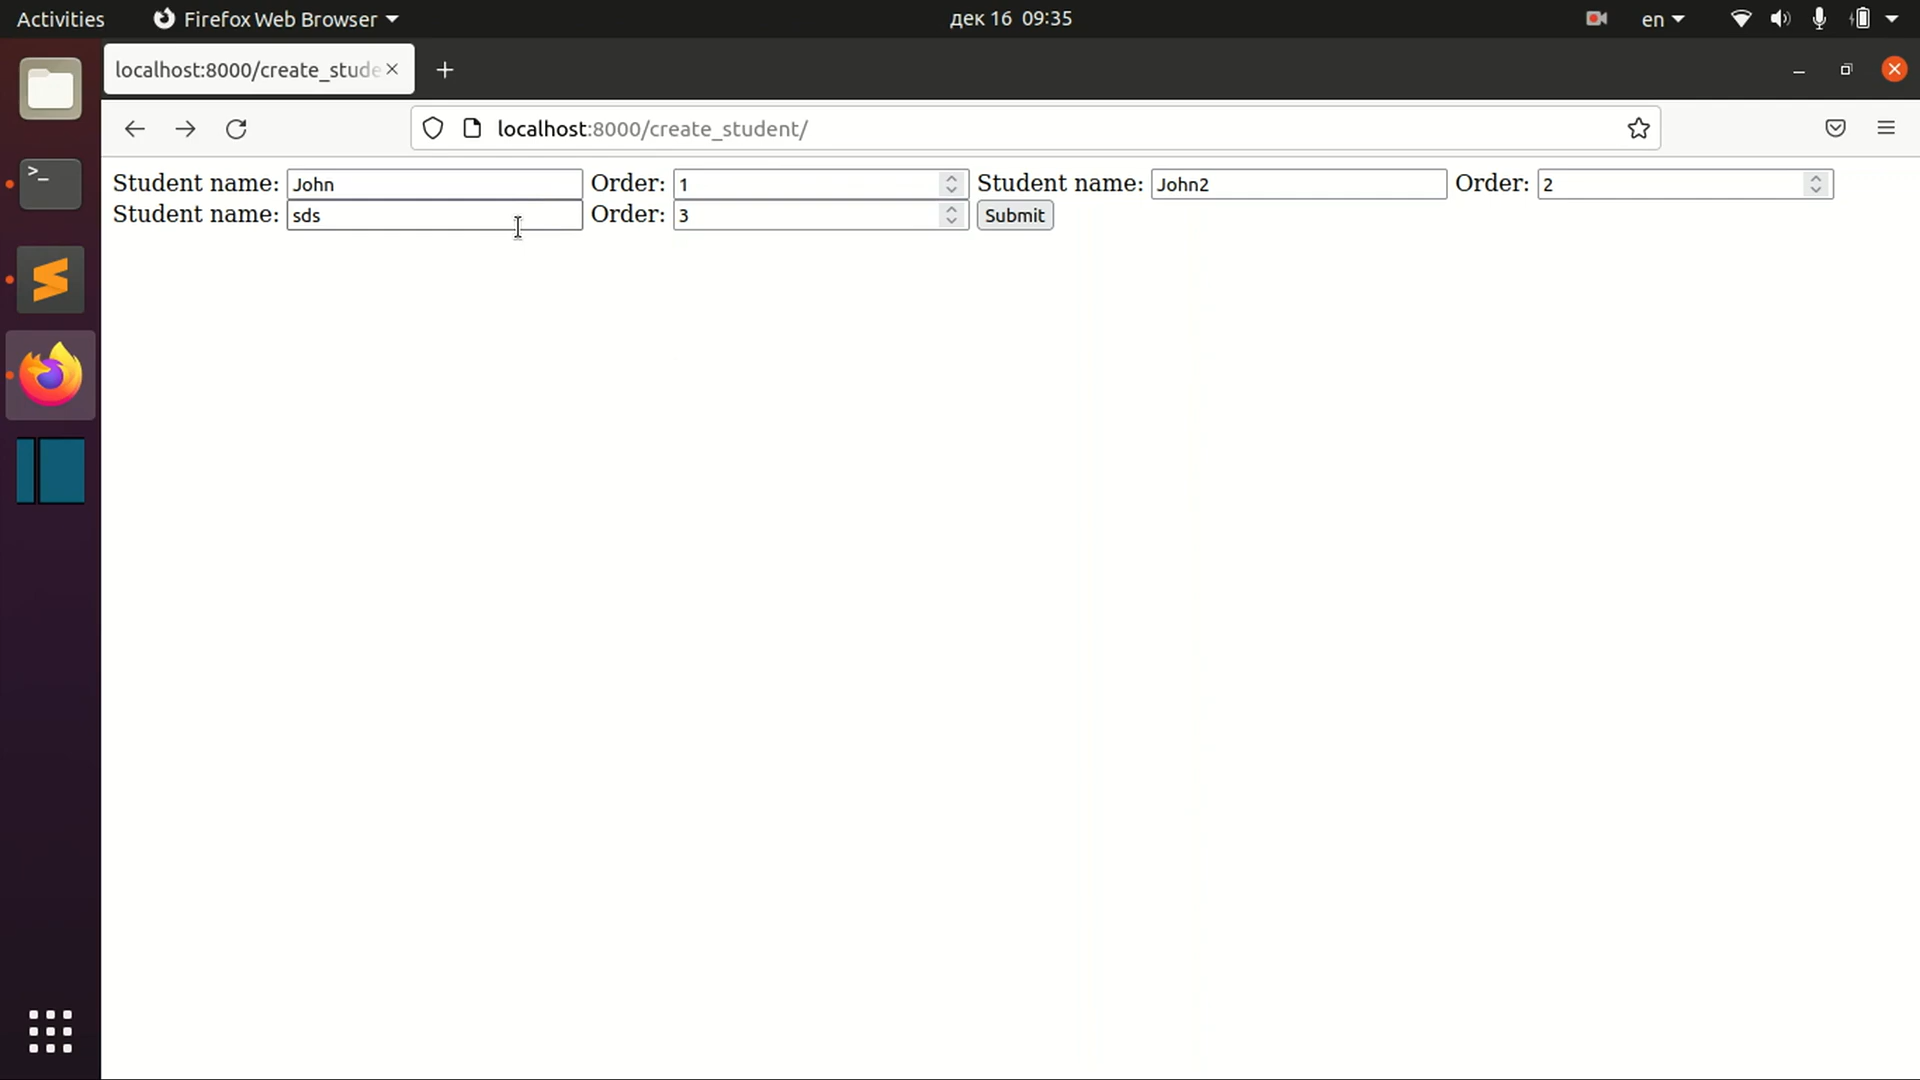 Activities Firefox Web Browser дек 16 09:35 en
localhost:8000/create_stude
localhost:8000/create_student/
Student name: John Order: 1 Student name: John2 Order: 2
Student name: sds Order: 3 Submit